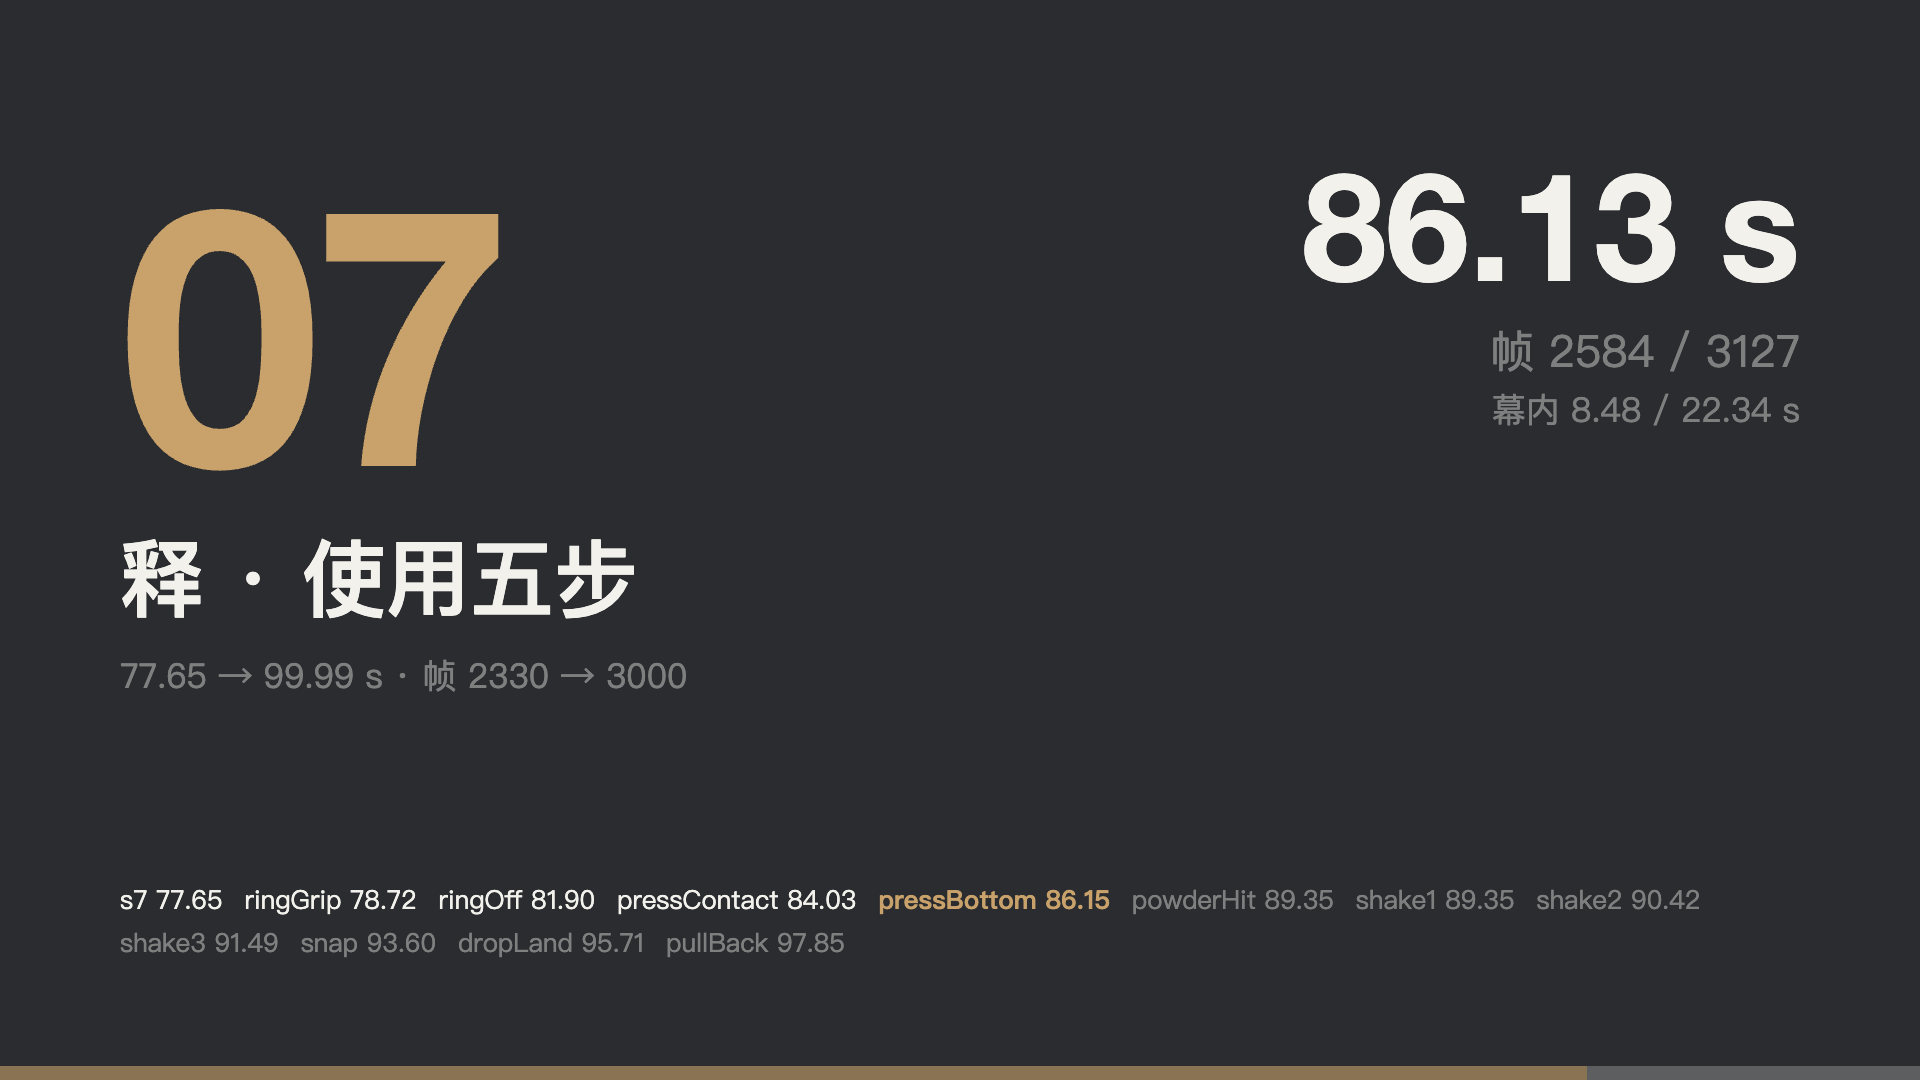 07
86.13 s
帧 2584 / 3127
幕内 8.48 / 22.34 s
释 · 使用五步
77.65 → 99.99 s · 帧 2330 → 3000
s7 77.65 ringGrip 78.72 ringOff 81.90 pressContact 84.03 pressBottom 86.15 powderHit 89.35 shake1 89.35 shake2 90.42
shake3 91.49 snap 93.60 dropLand 95.71 pullBack 97.85